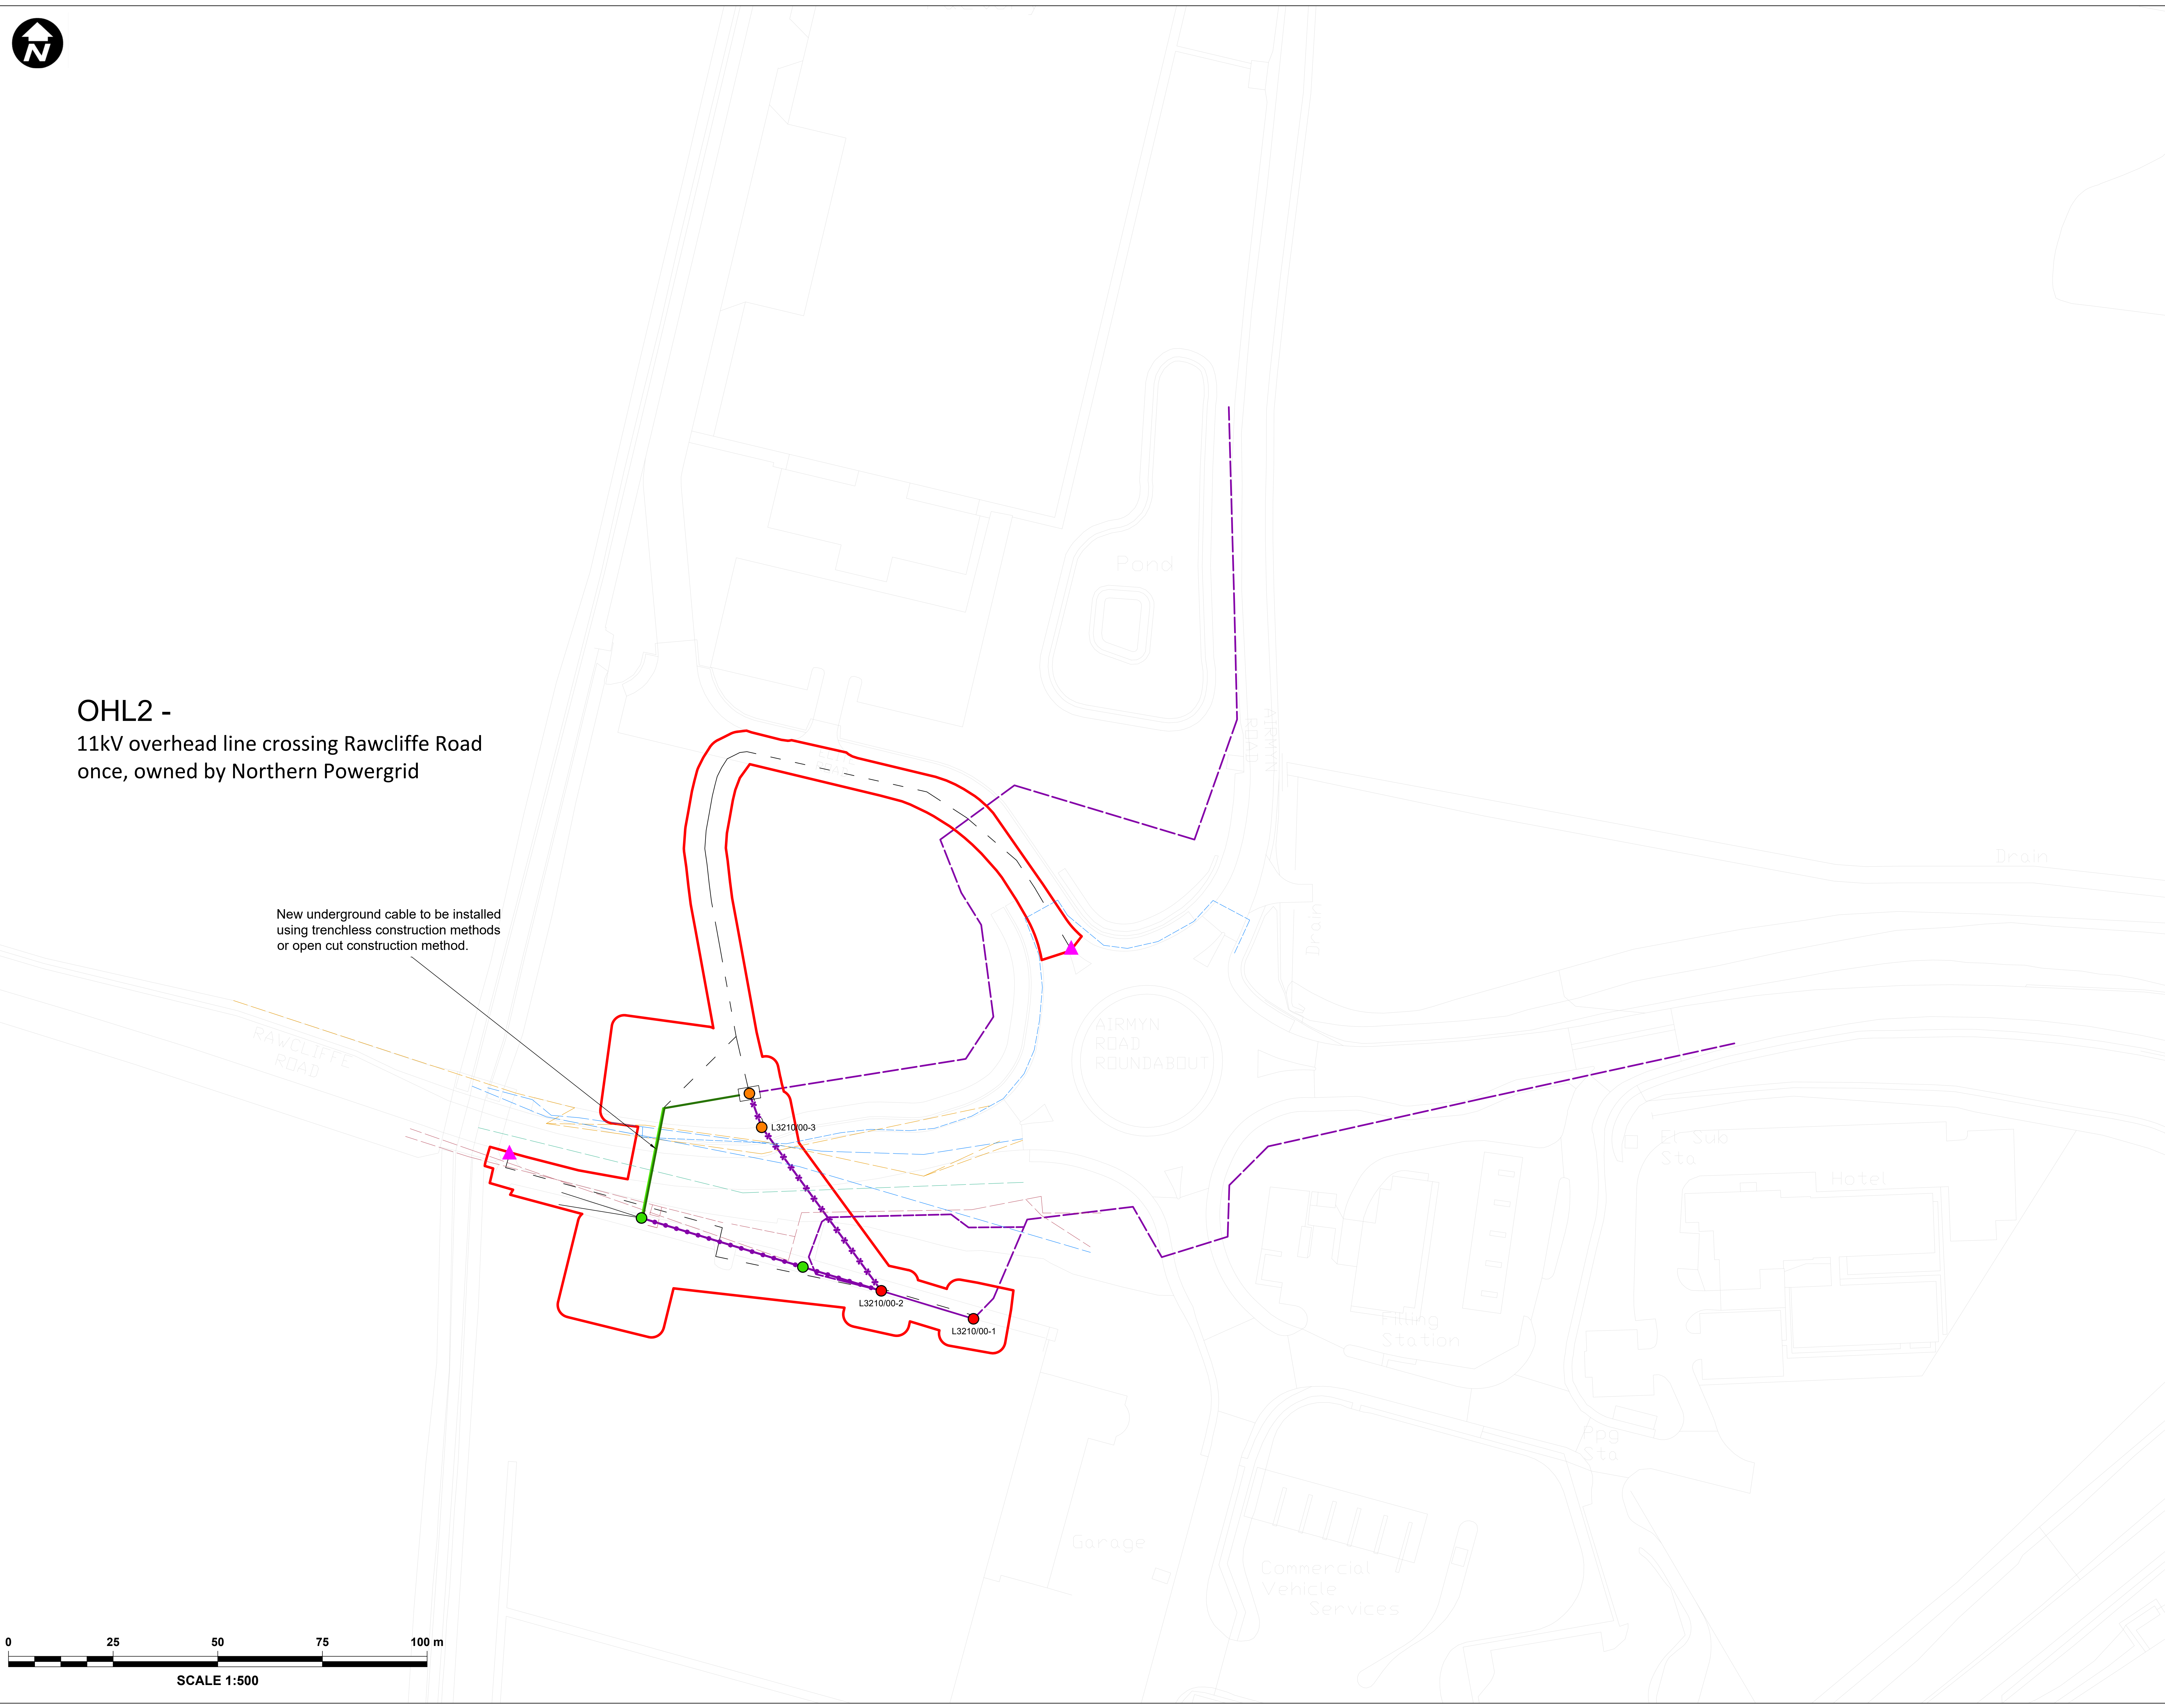 N
Pond
OHL2 -
11kV overhead line crossing Rawcliffe Road
once, owned by Northern Powergrid
AIRMYN
ROAD
Drain
New underground cable to be installed
using trenchless construction methods
or open cut construction method.
Drain
RAWCLIFFE
ROAD
AIRMYN
ROAD
ROUNDABOUT
L3210/00-3
El Sub
Sta
Hotel
L3210/00-2
L3210/00-1
Filling
Station
Ppg
Sta
Garage
Commercial
Vehicle
Services
0 25 50 75 100 m
SCALE 1:500